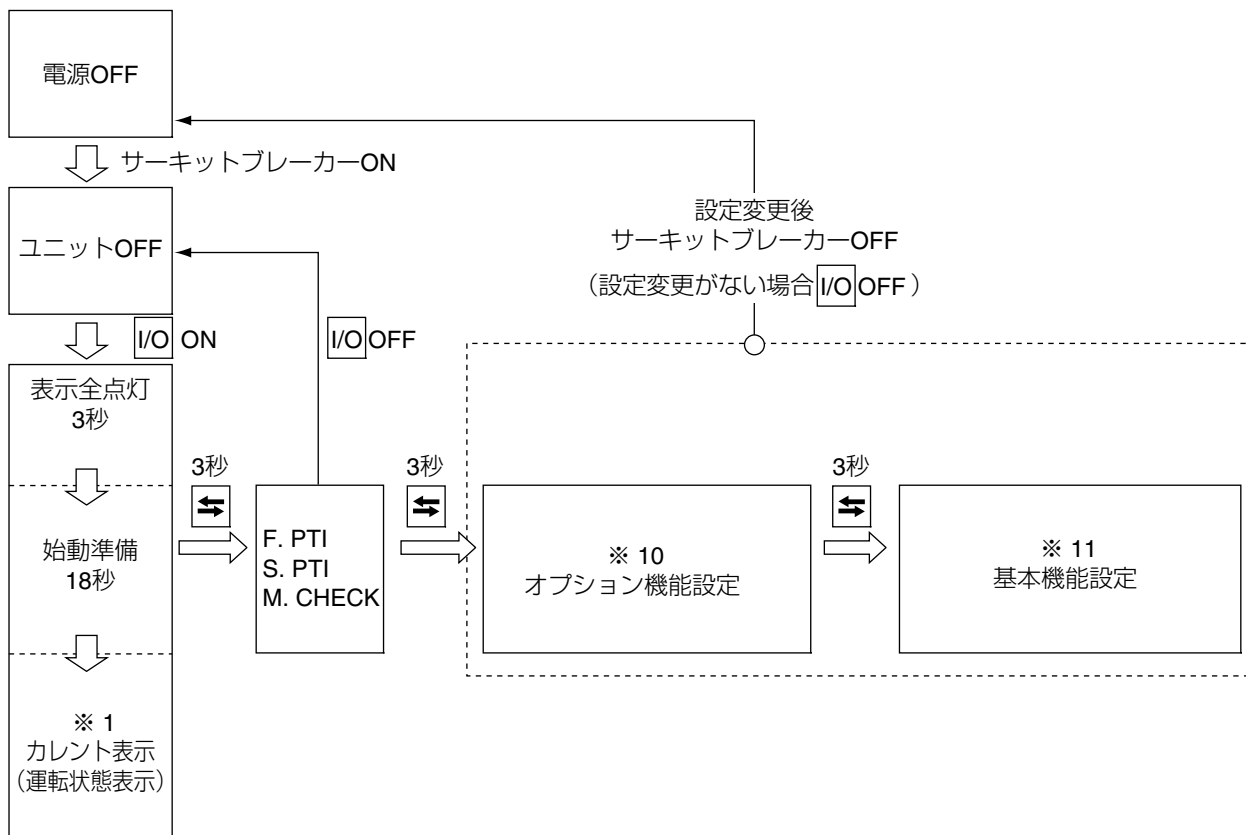 電源OFF
サーキットブレーカーON
ユニットOFF
設定変更後
サーキットブレーカーOFF
（設定変更がない場合I/OOFF）
I/O ON
I/O OFF
表示全点灯
3秒
3秒
3秒
3秒
始動準備
18秒
F. PTI
S. PTI
M. CHECK
※ 10
オプション機能設定
※ 11
基本機能設定
※ 1
カレント表示
（運転状態表示）